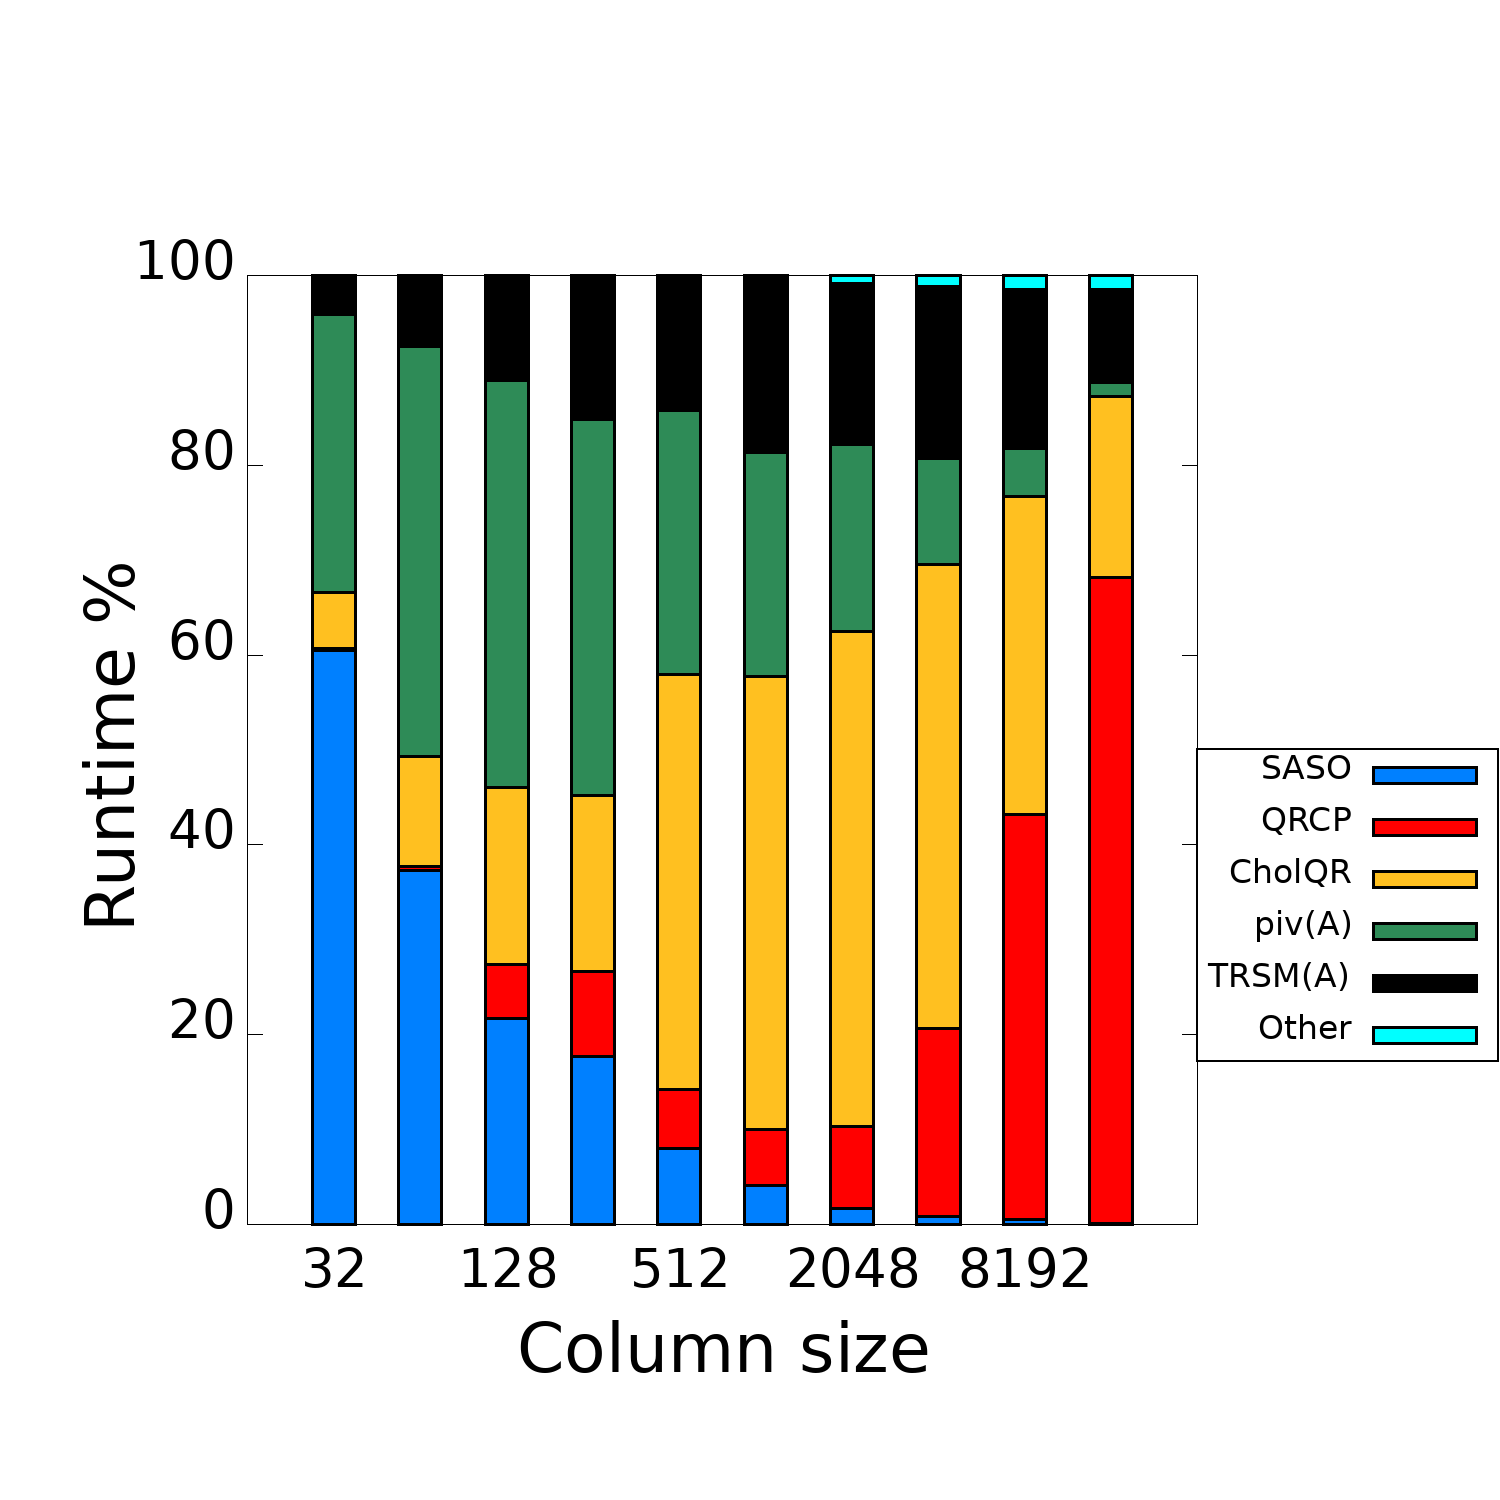 100
80
60
40
20
0
Runtime %
32 128 512 2048 8192
Column size
SASO
QRCP
CholQR
piv(A)
TRSM(A)
Other